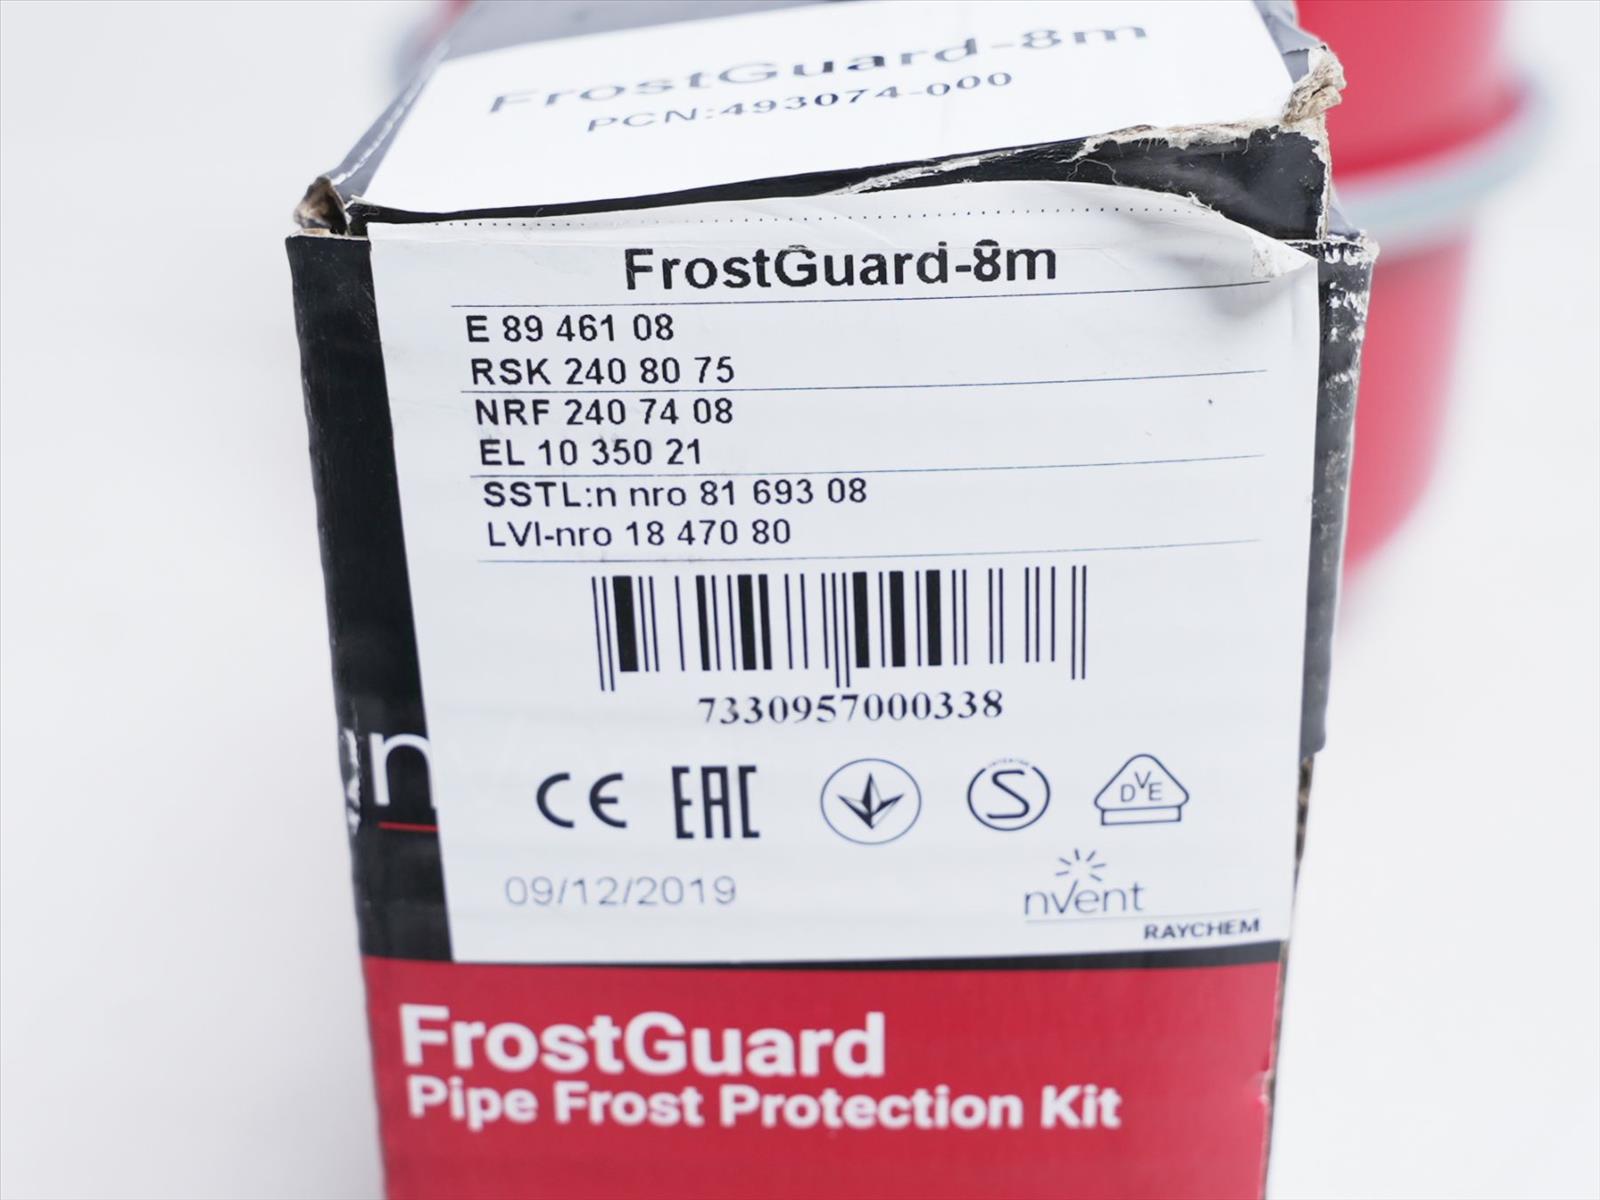 FrostGuard-8m
PCN:493074-000
FrostGuard-8m
E 89 461 08
RSK 240 80 75
NRF 240 74 08
EL 10 350 21
SSTL:n nro 81 693 08
LVI-nro 18 470 80
7330957000338
CE EAC S DVE
09/12/2019
nVent
RAYCHEM
n
FrostGuard
Pipe Frost Protection Kit